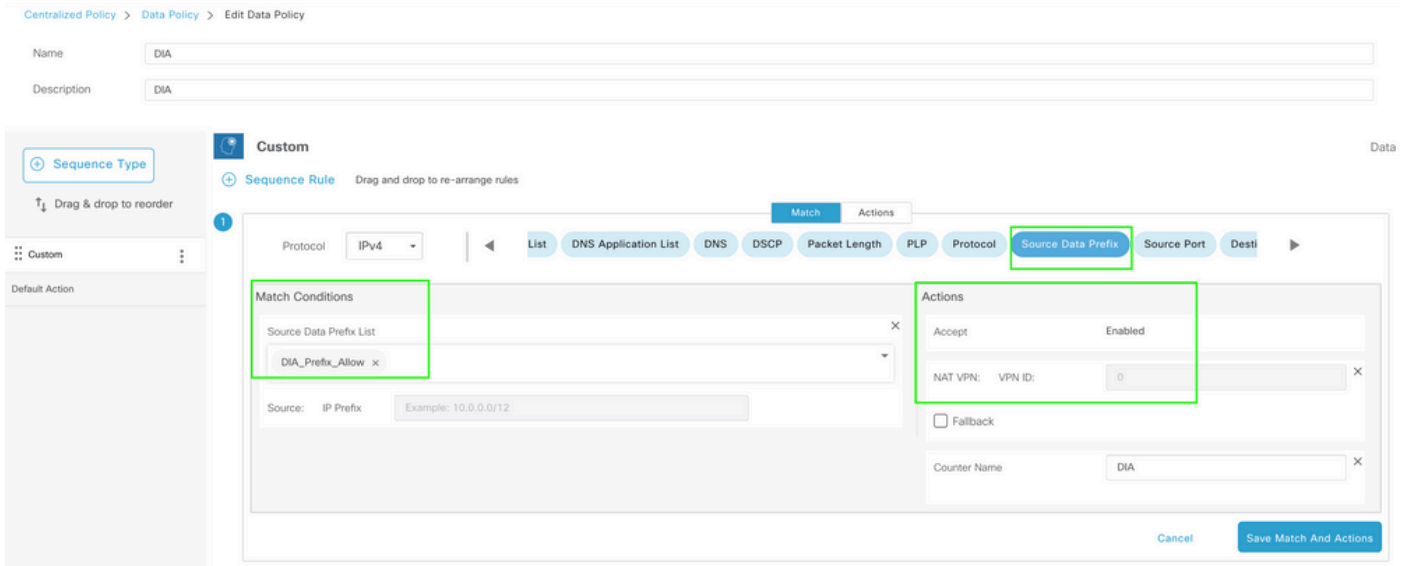 Centralized Policy > Data Policy > Edit Data Policy
Name DIA
Description DIA
Sequence Type
Drag & drop to reorder
Custom
Default Action
Custom
Data
Sequence Rule Drag and drop to re-arrange rules
1
Match Actions
Protocol IPv4 List DNS Application List DNS DSCP Packet Length PLP Protocol Source Data Prefix Source Port Desti
Match Conditions
Source Data Prefix List
DIA_Prefix_Allow ×
Source: IP Prefix Example: 10.0.0.0/12
Actions
Accept Enabled
NAT VPN: VPN ID: 0
Fallback
Counter Name DIA
Cancel Save Match And Actions